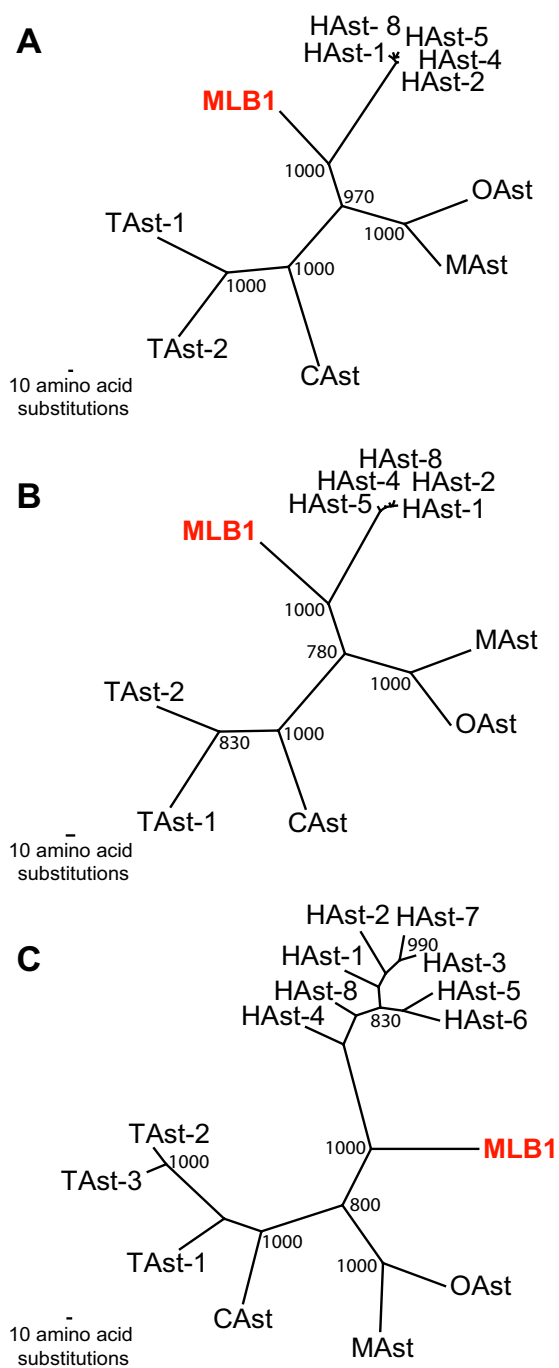 A
HAst- 8
HAst-5
HAst-1
HAst-4
HAst-2
MLB1
1000
970
OAst
1000
MAst
TAst-1
1000
1000
TAst-2
CAst
10 amino acid
substitutions
B
HAst-8
HAst-4
HAst-2
HAst-5
HAst-1
MLB1
1000
780
MAst
1000
OAst
TAst-2
830
1000
TAst-1
CAst
10 amino acid
substitutions
C
HAst-2
HAst-7
990
HAst-1
HAst-3
HAst-8
HAst-5
830
HAst-4
HAst-6
1000
MLB1
TAst-2
1000
TAst-3
800
TAst-1
1000
1000
OAst
CAst
MAst
10 amino acid
substitutions